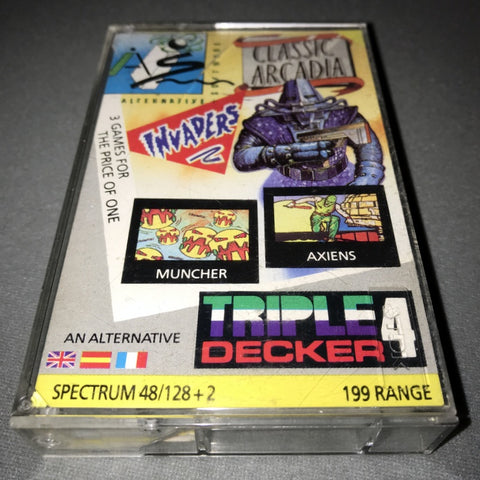 CLASSIC
ARCADIA
ALTERNATIVE
SOFTWARE
INVADERS
3 GAMES FOR
THE PRICE OF ONE
MUNCHER
AXIENS
TRIPLE
DECKER 4
AN ALTERNATIVE
SPECTRUM 48/128+2
199 RANGE